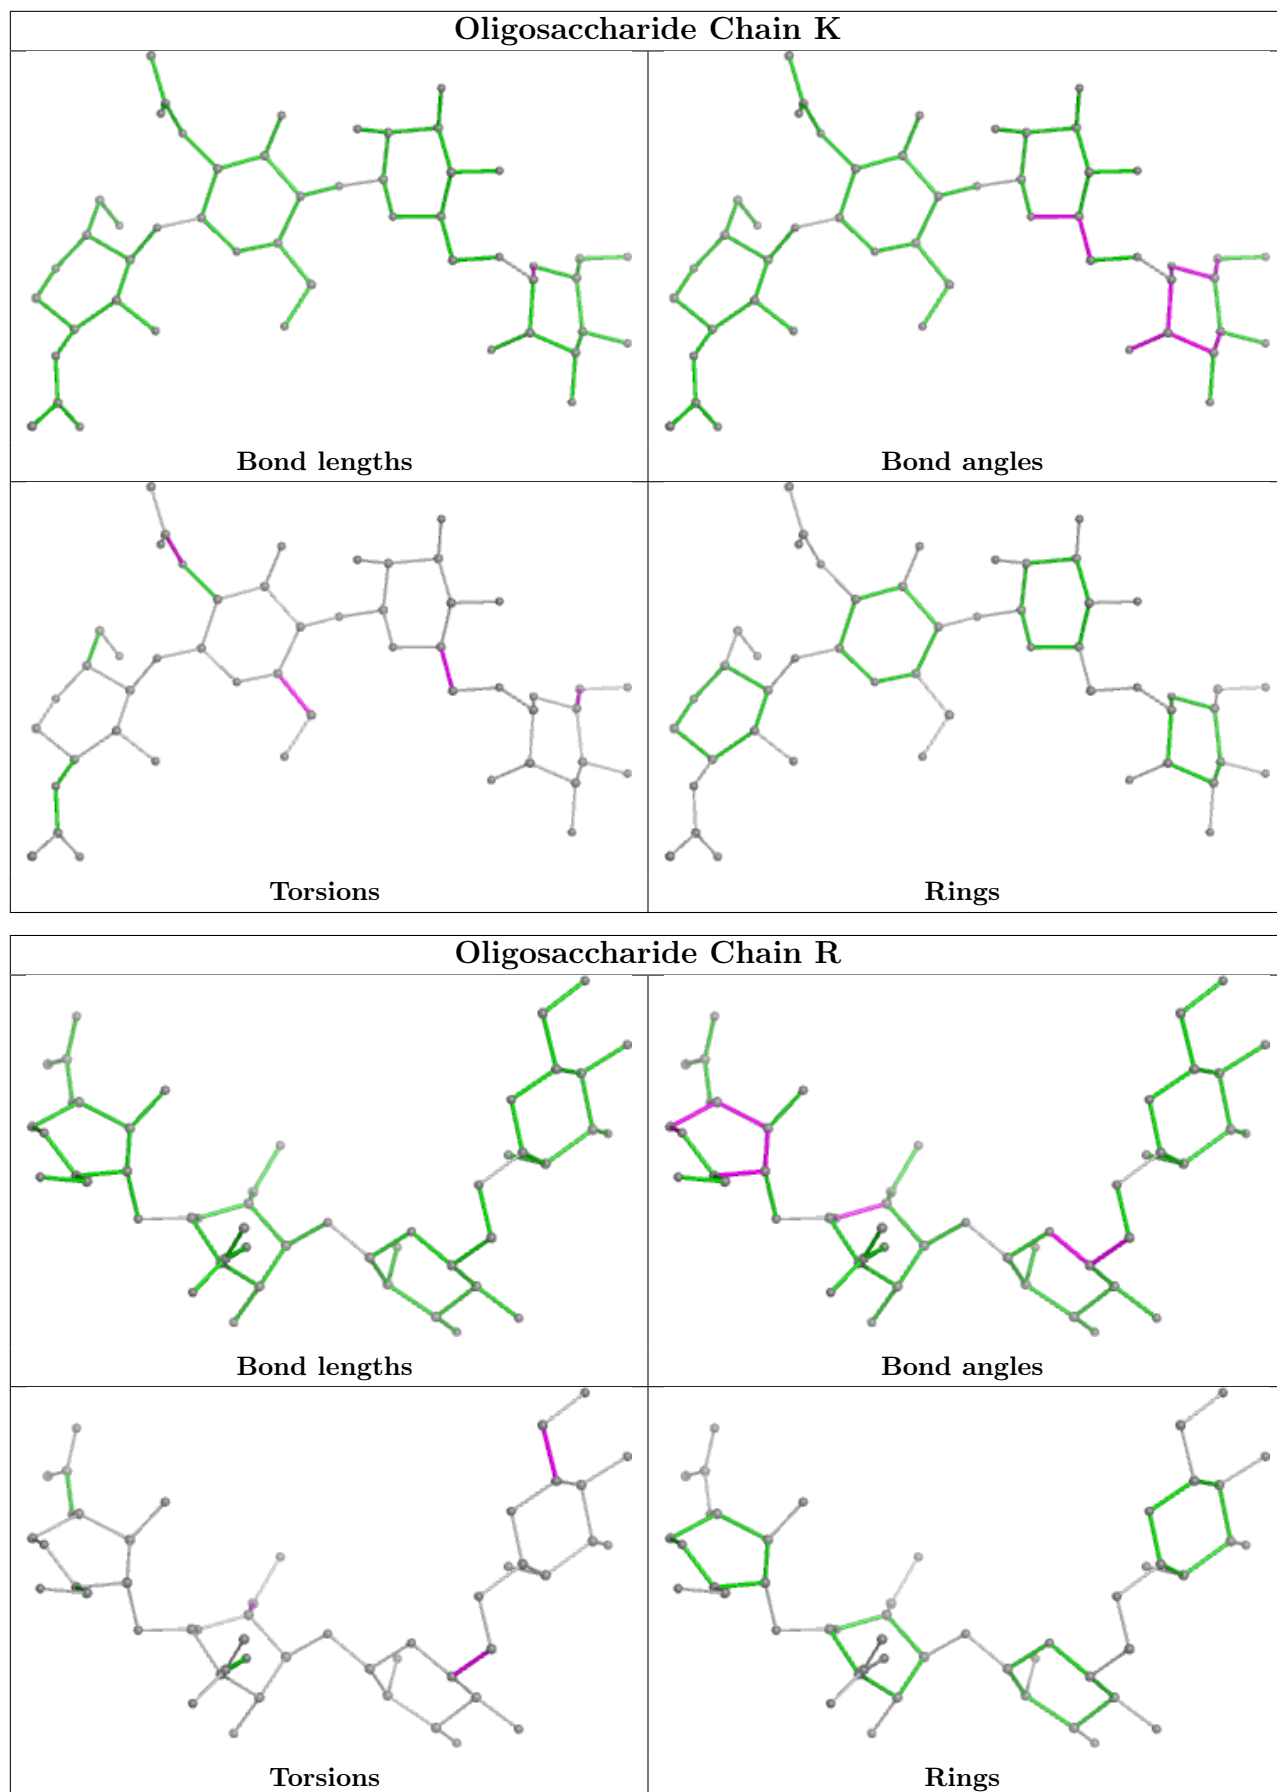 Oligosaccharide Chain K
Bond lengths
Bond angles
Torsions
Rings
Oligosaccharide Chain R
Bond lengths
Bond angles
Torsions
Rings